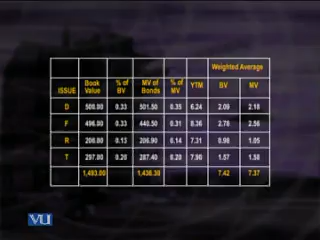 Weighted Average
ISSUE Book Value % of BV MV of Bonds % of MV YTM BV MV
D 500.00 0.33 501.50 0.35 6.24 2.09 2.18
F 496.00 0.33 440.50 0.31 8.36 2.76 2.56
R 200.00 0.13 206.90 0.14 7.31 0.98 1.05
T 297.00 0.20 287.40 0.20 7.90 1.57 1.58
1,493.00 1,436.30 7.42 7.37
VU